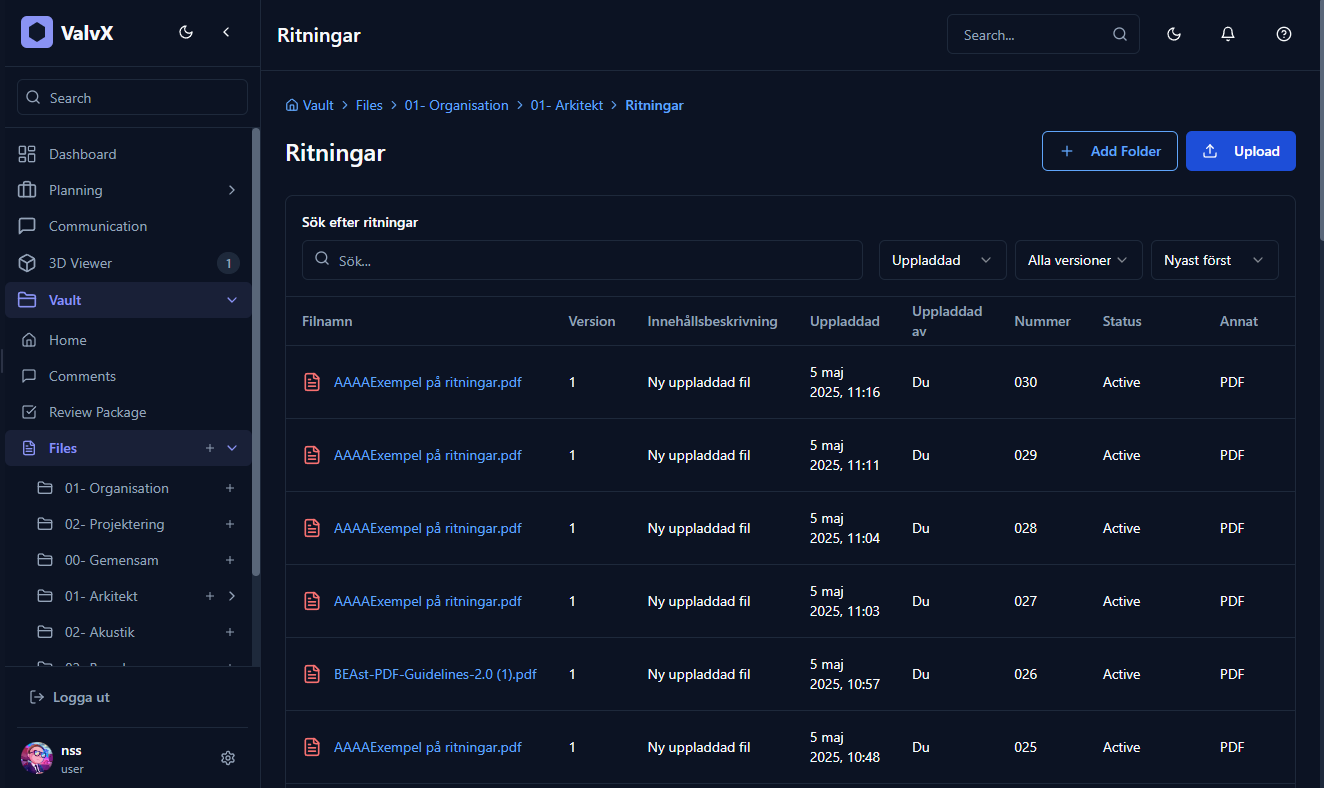 ValvX
Search
Dashboard
Planning
Communication
3D Viewer 1
Vault
Home
Comments
Review Package
Files
01- Organisation
02- Projektering
00- Gemensam
01- Arkitekt
02- Akustik
Logga ut
nss
user
Ritningar
Search...
Vault > Files > 01- Organisation > 01- Arkitekt > Ritningar
Ritningar
+ Add Folder
Upload
Sök efter ritningar
Sök...
Uppladdad
Alla versioner
Nyast först
Filnamn Version Innehållsbeskrivning Uppladdad Uppladdad av Nummer Status Annat
AAAAExempel på ritningar.pdf 1 Ny uppladdad fil 5 maj 2025, 11:16 Du 030 Active PDF
AAAAExempel på ritningar.pdf 1 Ny uppladdad fil 5 maj 2025, 11:11 Du 029 Active PDF
AAAAExempel på ritningar.pdf 1 Ny uppladdad fil 5 maj 2025, 11:04 Du 028 Active PDF
AAAAExempel på ritningar.pdf 1 Ny uppladdad fil 5 maj 2025, 11:03 Du 027 Active PDF
BEAst-PDF-Guidelines-2.0 (1).pdf 1 Ny uppladdad fil 5 maj 2025, 10:57 Du 026 Active PDF
AAAAExempel på ritningar.pdf 1 Ny uppladdad fil 5 maj 2025, 10:48 Du 025 Active PDF